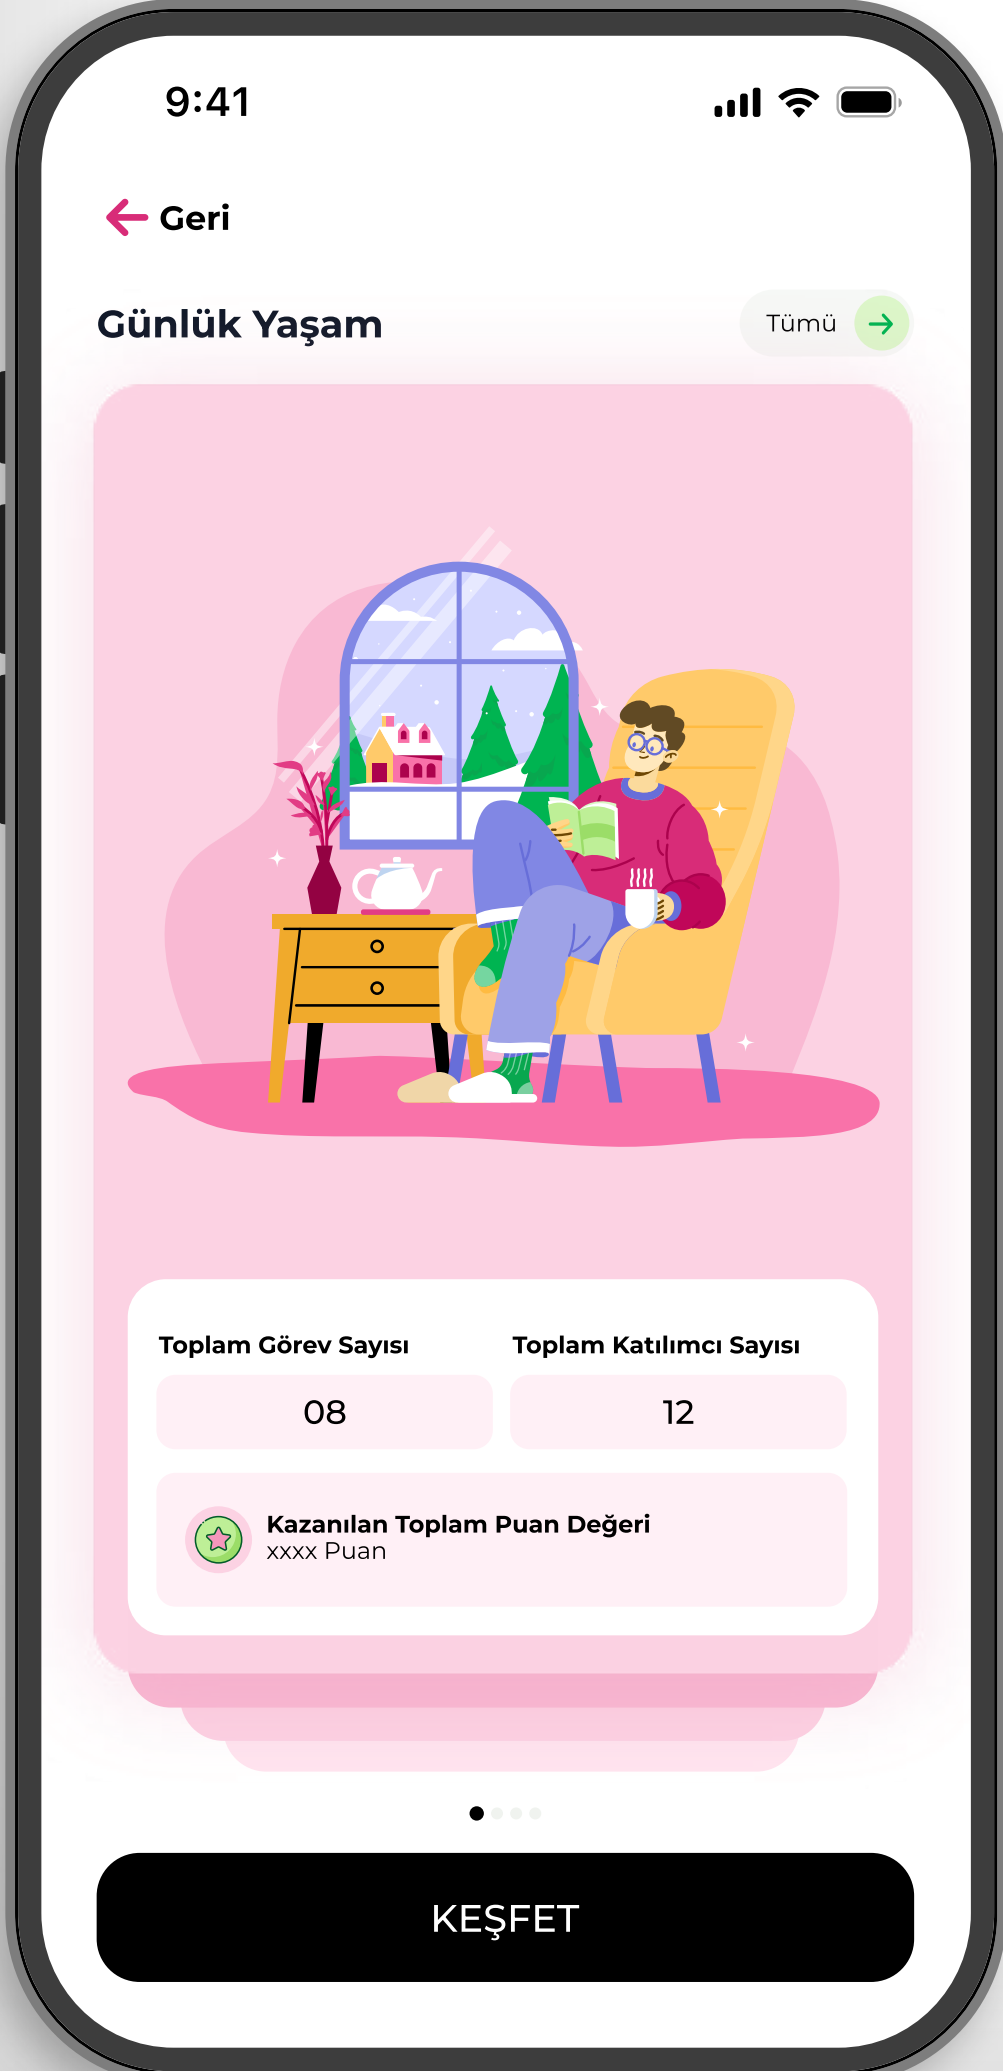 9:41
Geri
Günlük Yaşam
Tümü
Toplam Görev Sayısı
Toplam Katılımcı Sayısı
08
12
Kazanılan Toplam Puan Değeri
xxxx Puan
KEŞFET